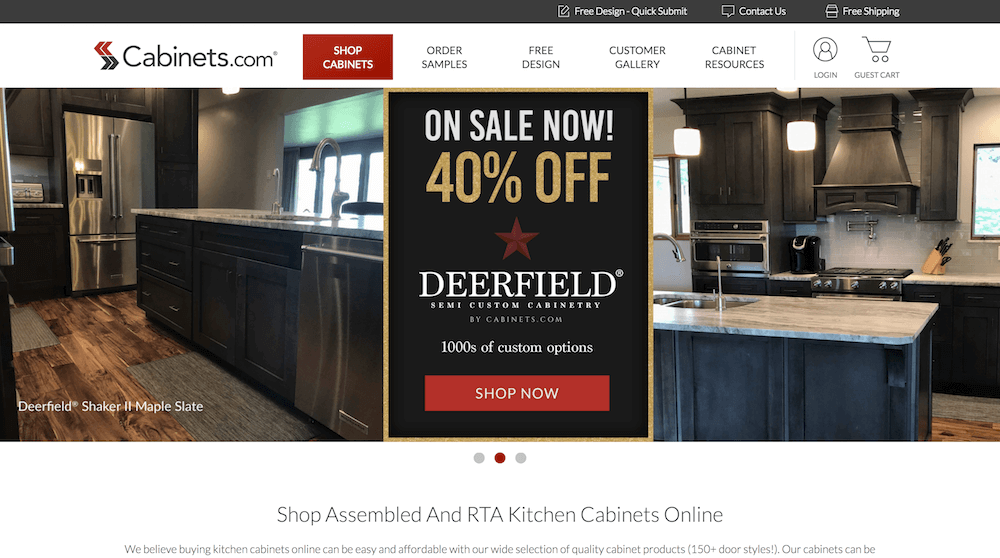 Free Design - Quick Submit
Contact Us
Free Shipping
Cabinets.com®
SHOP
CABINETS
ORDER
SAMPLES
FREE
DESIGN
CUSTOMER
GALLERY
CABINET
RESOURCES
LOGIN
GUEST CART
ON SALE NOW!
40% OFF
DEERFIELD®
SEMI CUSTOM CABINETRY
BY CABINETS.COM
1000s of custom options
SHOP NOW
Deerfield® Shaker II Maple Slate
Shop Assembled And RTA Kitchen Cabinets Online
We believe buying kitchen cabinets online can be easy and affordable with our wide selection of quality cabinet products (150+ door styles!). Our cabinets can be